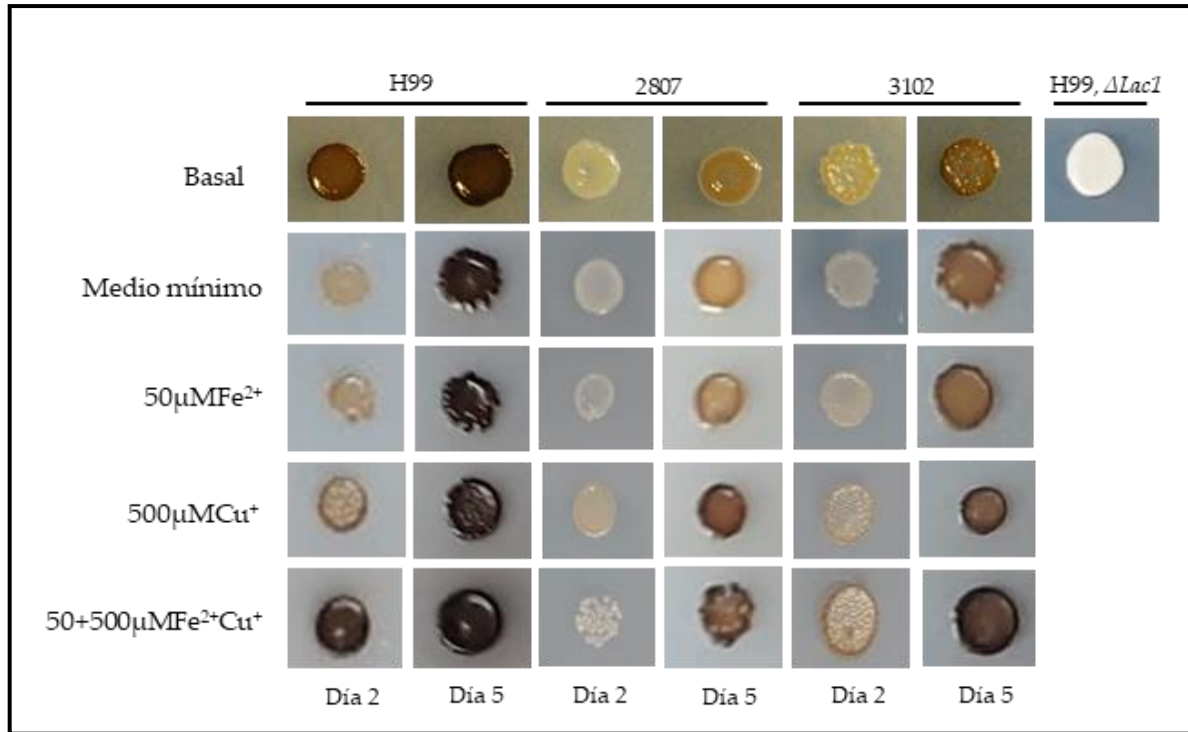 H99 2807 3102 H99, ΔLac1
Basal
Medio mínimo
50μMFe²⁺
500μMCu⁺
50+500μMFe²⁺Cu⁺
Día 2 Día 5 Día 2 Día 5 Día 2 Día 5